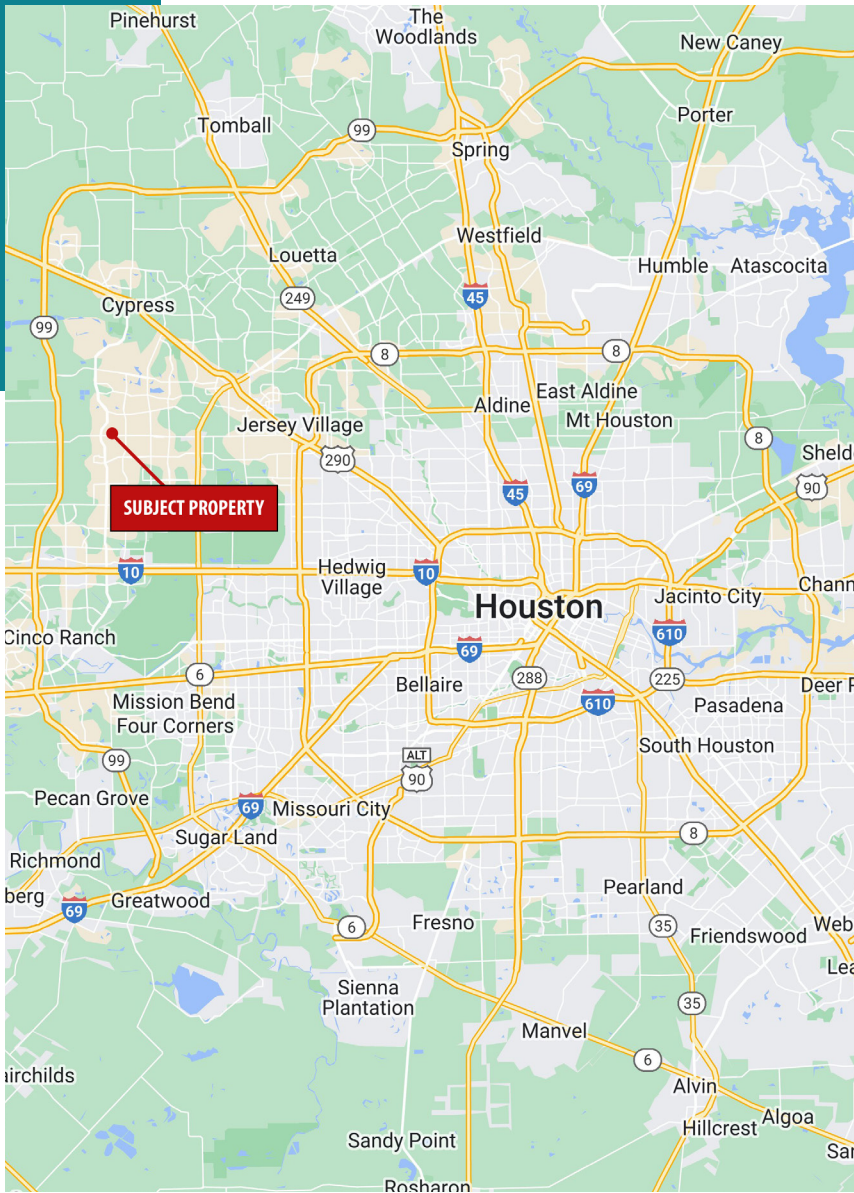 Pinehurst
The
Woodlands
New Caney
Porter
Tomball
99
Spring
Westfield
Louetta
Humble
Atascocita
249
45
Cypress
99
8
8
East Aldine
Aldine
Mt Houston
Jersey Village
8
290
Sheld
90
SUBJECT PROPERTY
45
69
10
Hedwig
Village
10
Houston
Jacinto City
Chann
610
Cinco Ranch
69
6
Bellaire
288
225
Deer P
Mission Bend
Four Corners
610
Pasadena
South Houston
99
ALT
90
Pecan Grove
69
Missouri City
Sugar Land
8
Richmond
berg
Greatwood
69
Pearland
6
Fresno
35
Friendswood
Web
Lea
Sienna
Plantation
35
Manvel
6
airchilds
Alvin
Algoa
Hillcrest
Sandy Point
San
Rosharon